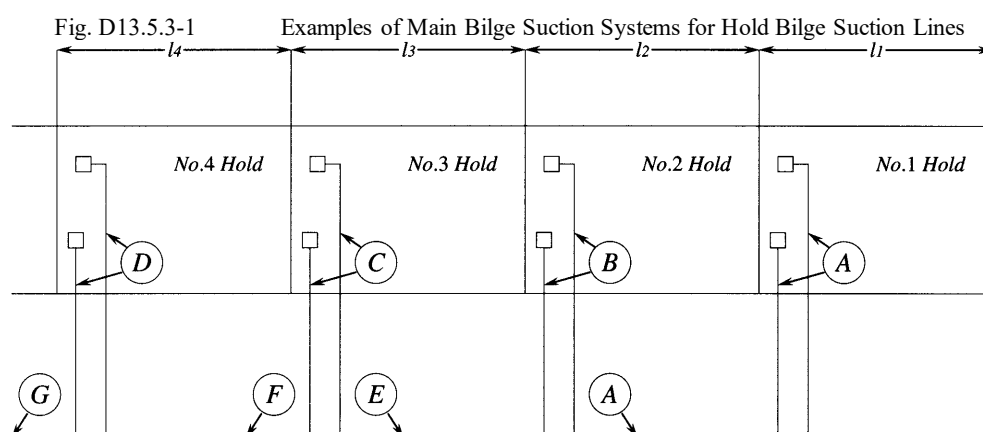 Fig. D13.5.3-1 Examples of Main Bilge Suction Systems for Hold Bilge Suction Lines
l4 l3 l2 l1
No.4 Hold No.3 Hold No.2 Hold No.1 Hold
D C B A
G F E A